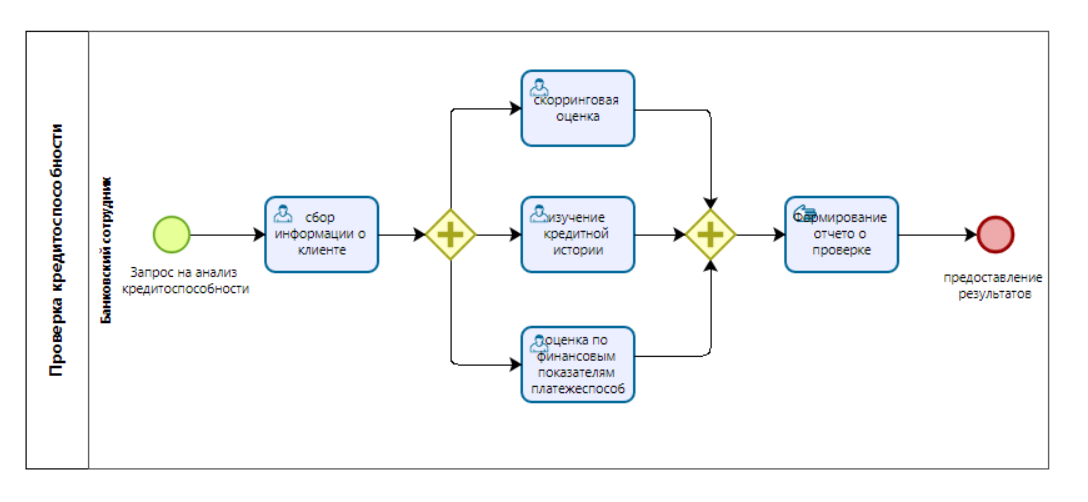 Проверка кредитоспособности
Банковский сотрудник
Запрос на анализ
кредитоспособности
сбор
информации о
клиенте
скорринговая
оценка
изучение
кредитной
истории
оценка по
финансовым
показателям
платежеспособ
Формирование
отчето о
проверке
предоставление
результатов